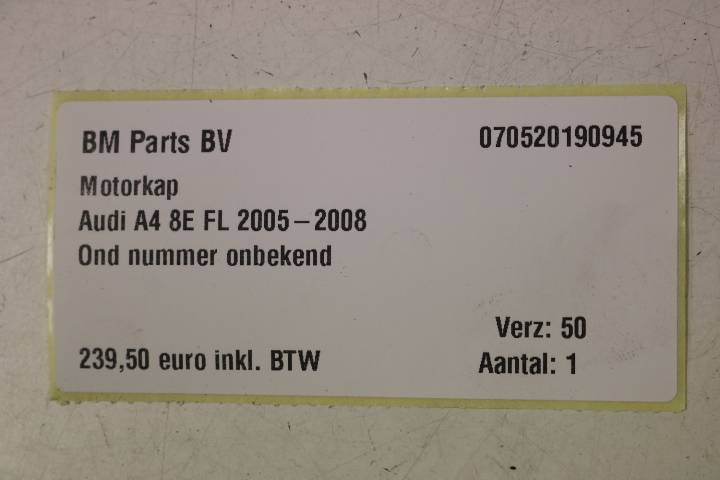 BM Parts BV 070520190945
Motorkap
Audi A4 8E FL 2005-2008
Ond nummer onbekend
Verz: 50
239,50 euro inkl. BTW Aantal: 1